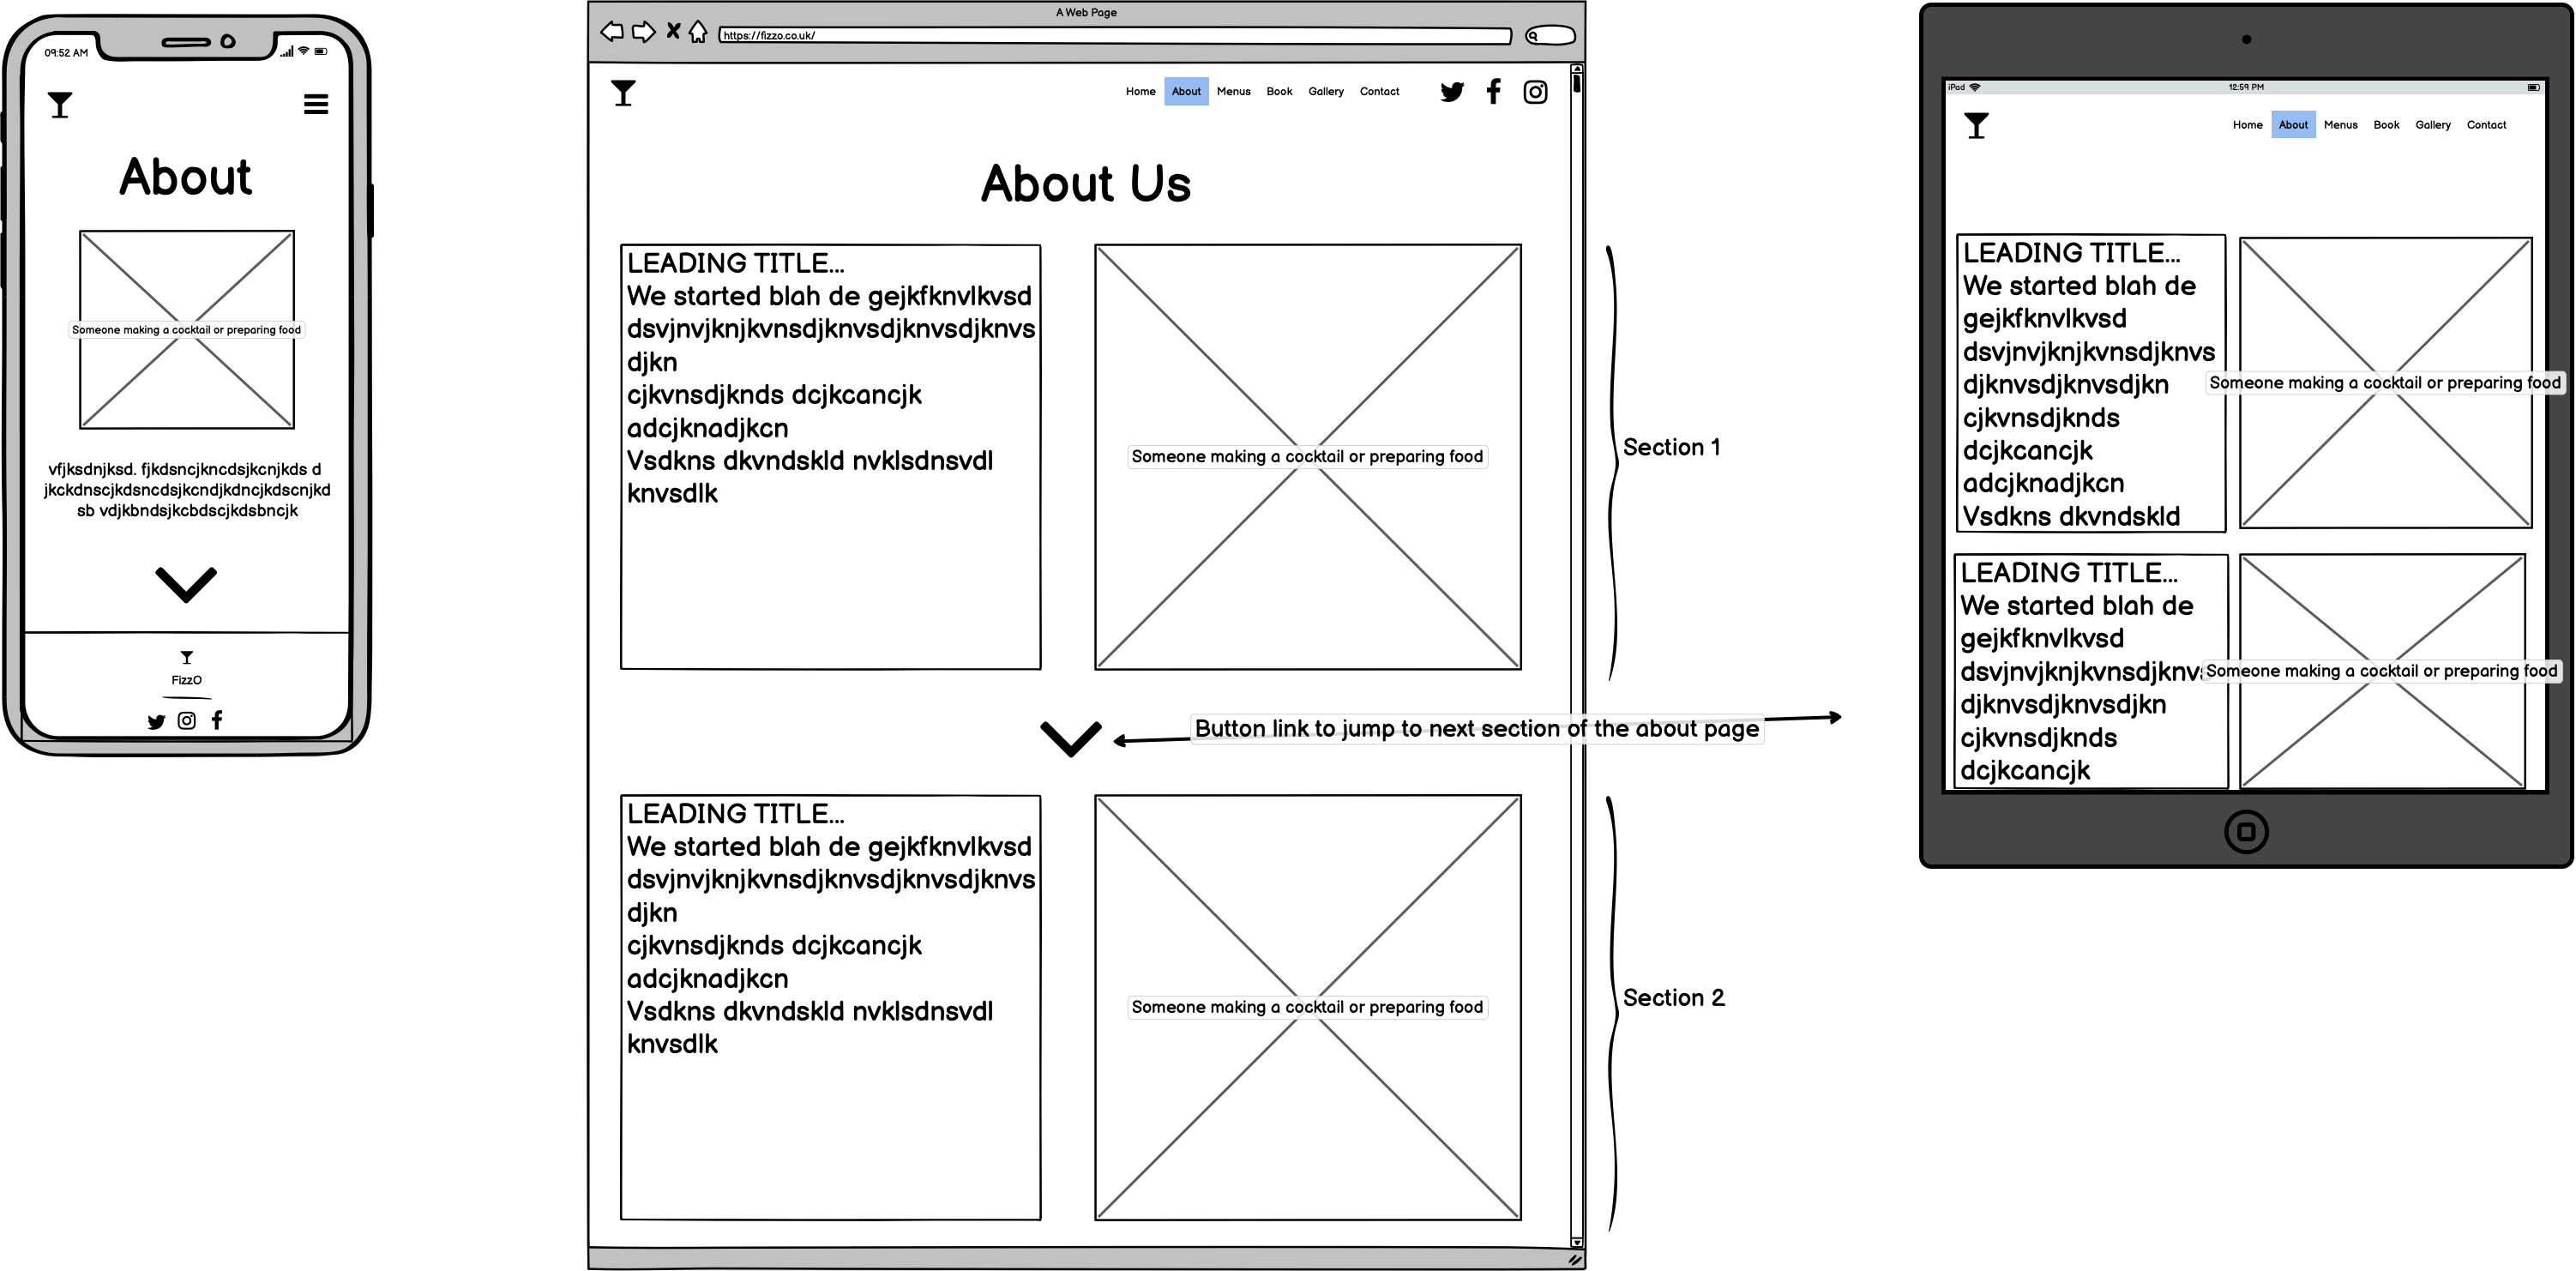 09:52 AM
About
Someone making a cocktail or preparing food
vfjksdnjksd. fjkdsncjkncdsjkcnjkds d
jkckdnscjkdsncdsjkcndjkdncjkdscnjkd
sb vdjkbndsjkcbdscjkdsbncjk
FizzO
A Web Page
https://fizzo.co.uk/
Home About Menus Book Gallery Contact
About Us
LEADING TITLE...
We started blah de gejkfknvlkvsd
dsvjnvjknjkvnsdjknvsdjknvsdjknvs
djkn
cjkvnsdjknds dcjkcancjk
adcjknadjkcn
Vsdkns dkvndskld nvklsdnsvdl
knvsdlk
Someone making a cocktail or preparing food
Section 1
Button link to jump to next section of the about page
LEADING TITLE...
We started blah de gejkfknvlkvsd
dsvjnvjknjkvnsdjknvsdjknvsdjknvs
djkn
cjkvnsdjknds dcjkcancjk
adcjknadjkcn
Vsdkns dkvndskld nvklsdnsvdl
knvsdlk
Someone making a cocktail or preparing food
Section 2
iPad
12:59 PM
Home About Menus Book Gallery Contact
LEADING TITLE...
We started blah de
gejkfknvlkvsd
dsvjnvjknjkvnsdjknvs
djknvsdjknvsdjkn
cjkvnsdjknds
dcjkcancjk
adcjknadjkcn
Vsdkns dkvndskld
Someone making a cocktail or preparing food
LEADING TITLE...
We started blah de
gejkfknvlkvsd
dsvjnvjknjkvnsdjknvs
djknvsdjknvsdjkn
cjkvnsdjknds
dcjkcancjk
Someone making a cocktail or preparing food